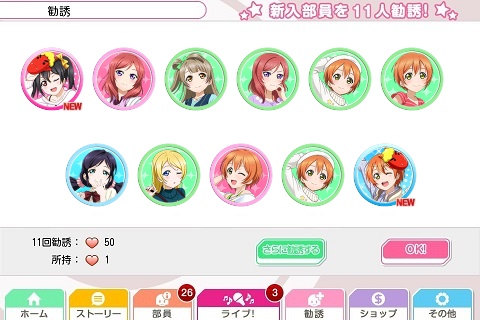 勧誘
新入部員を11人勧誘!
NEW
NEW
11回勧誘: 50
所持: 1
さらに勧誘する
OK!
26
3
ホーム
ストーリー
部員
ライブ!
勧誘
ショップ
その他